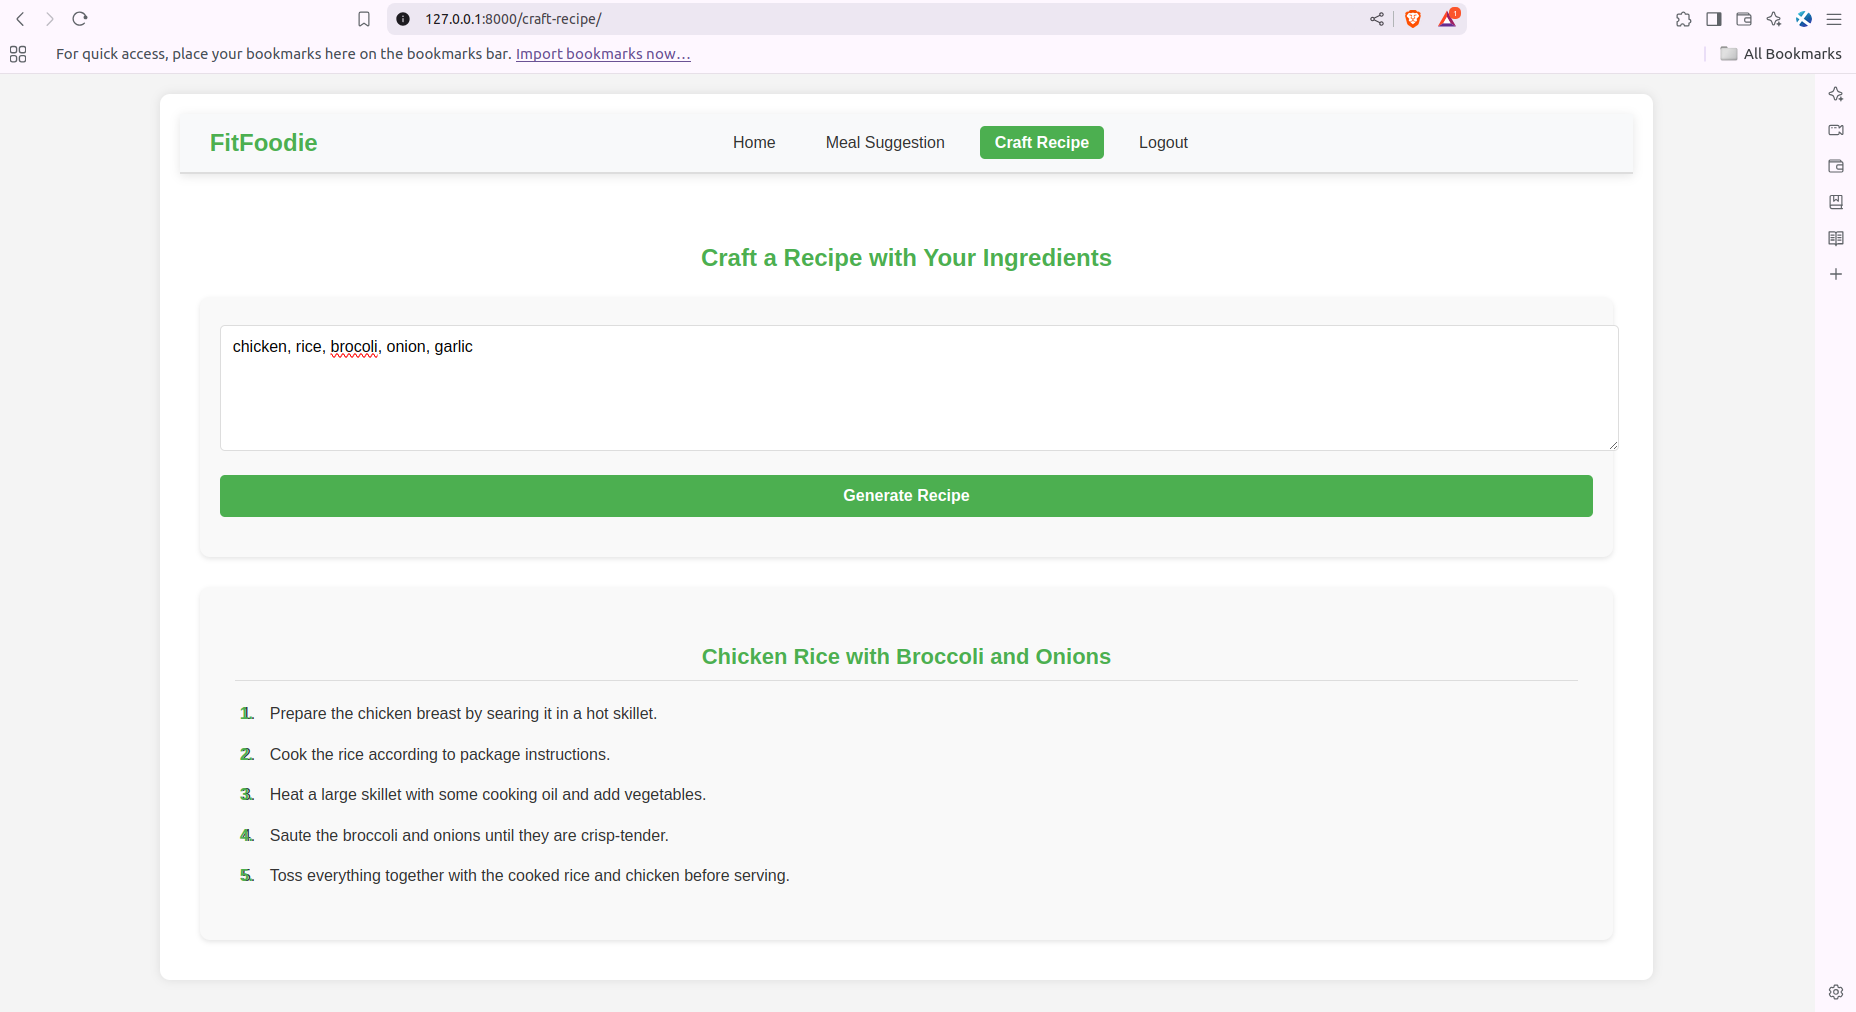 127.0.0.1:8000/craft-recipe/
1
For quick access, place your bookmarks here on the bookmarks bar. Import bookmarks now...
All Bookmarks
FitFoodie
Home
Meal Suggestion
Craft Recipe
Logout
Craft a Recipe with Your Ingredients
chicken, rice, brocoli, onion, garlic
Generate Recipe
Chicken Rice with Broccoli and Onions
1. Prepare the chicken breast by searing it in a hot skillet.
2. Cook the rice according to package instructions.
3. Heat a large skillet with some cooking oil and add vegetables.
4. Saute the broccoli and onions until they are crisp-tender.
5. Toss everything together with the cooked rice and chicken before serving.